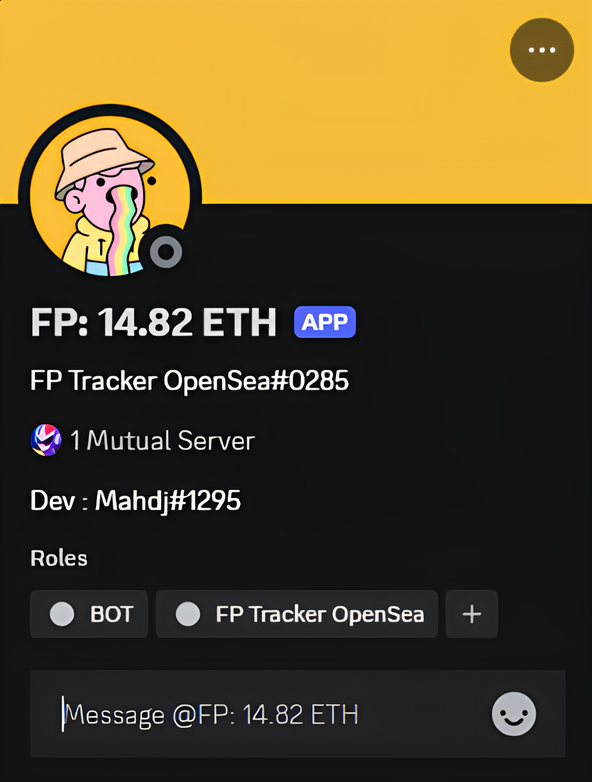 FP: 14.82 ETH APP
FP Tracker OpenSea#0285
1 Mutual Server
Dev : Mahdj#1295
Roles
BOT FP Tracker OpenSea +
Message @FP: 14.82 ETH